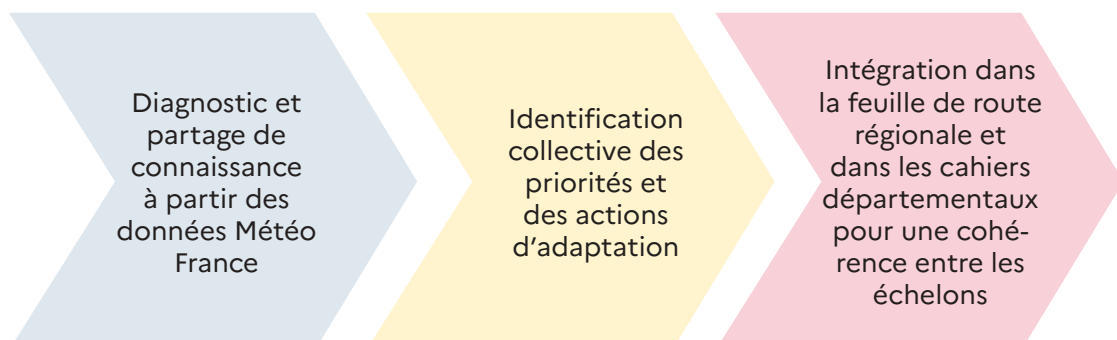 Diagnostic et
partage de
connaissance
à partir des
données Météo
France
Identification
collective des
priorités et
des actions
d'adaptation
Intégration dans
la feuille de route
régionale et
dans les cahiers
départementaux
pour une cohé-
rence entre les
échelons